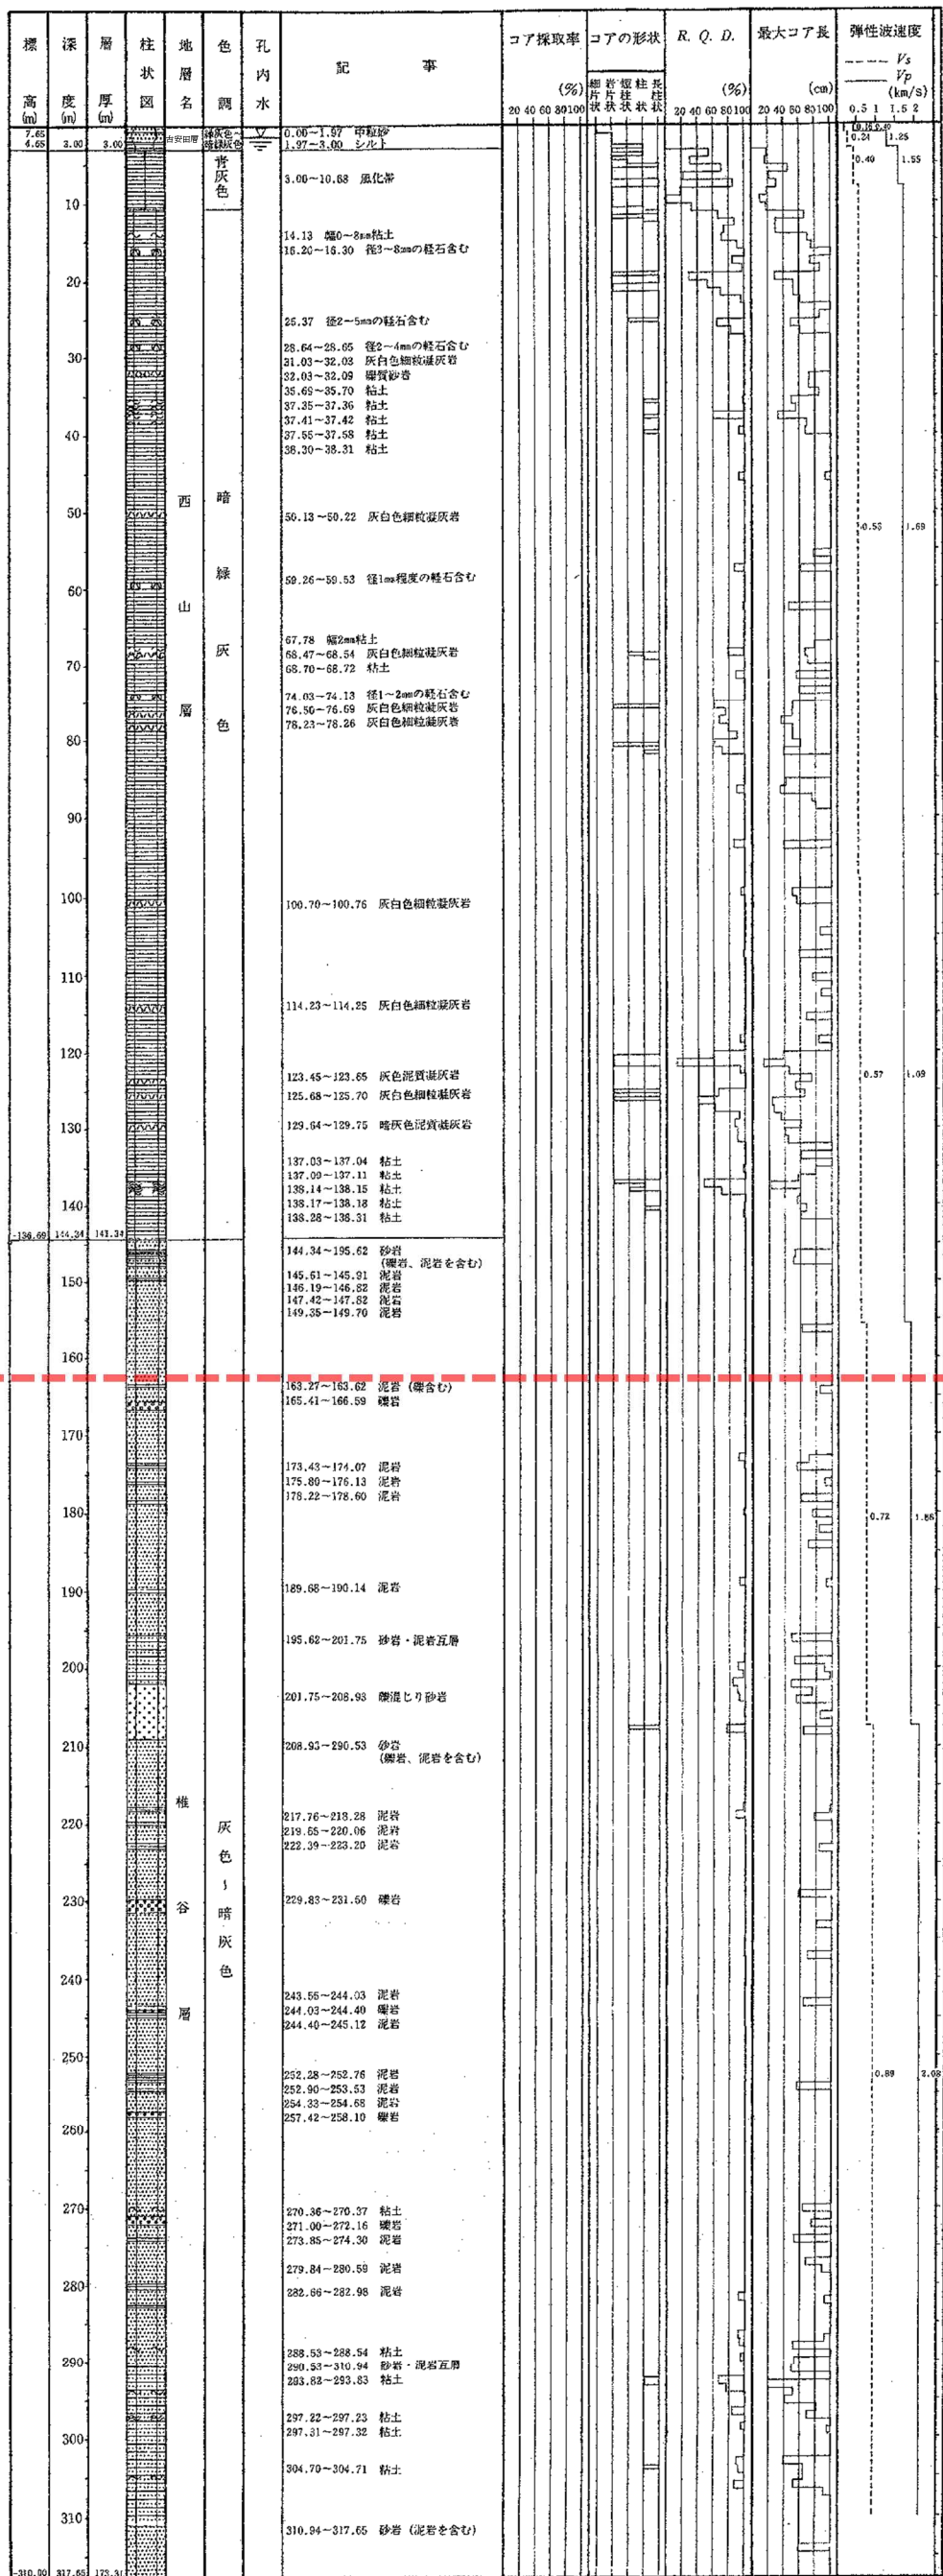 標高(m)
深度(m)
層厚(m)
柱状図
地層名
色調
孔内水
記事
コア採取率
(%)
20 40 60 80 100
コアの形状
細片状
岩片状
短柱状
柱状
長柱状
R. Q. D.
(%)
20 40 60 80 100
最大コア長
(cm)
20 40 60 80 100
弾性波速度
Vs
Vp
(km/S)
0.5 1 1.5 2
7.65
4.65 3.00 3.00
古安田層
青灰色
西山層
暗緑灰色
-136.69 144.34 141.34
椎谷層
灰色~暗灰色
-310.00 317.65 173.31
10
20
30
40
50
60
70
80
90
100
110
120
130
140
150
160
170
180
190
200
210
220
230
240
250
260
270
280
290
300
310
0.00~1.97 中粒砂
1.97~3.00 シルト
3.00~10.68 風化帯
14.13 幅0~8mm粘土
16.20~16.30 径3~8mmの軽石含む
25.37 径2~5mmの軽石含む
28.64~28.65 径2~4mmの軽石含む
31.03~32.03 灰白色細粒凝灰岩
32.03~32.09 礫質砂岩
35.69~35.70 粘土
37.35~37.36 粘土
37.41~37.42 粘土
37.55~37.58 粘土
38.30~38.31 粘土
50.13~50.22 灰白色細粒凝灰岩
59.26~59.53 径1mm程度の軽石含む
67.78 幅2mm粘土
68.47~68.54 灰白色細粒凝灰岩
68.70~68.72 粘土
74.03~74.13 径1~2mmの軽石含む
76.50~76.69 灰白色細粒凝灰岩
78.23~78.26 灰白色細粒凝灰岩
100.70~100.76 灰白色細粒凝灰岩
114.23~114.25 灰白色細粒凝灰岩
123.45~123.65 灰色泥質凝灰岩
125.68~125.70 灰白色細粒凝灰岩
129.64~129.75 暗灰色泥質凝灰岩
137.03~137.04 粘土
137.09~137.11 粘土
138.14~138.15 粘土
138.17~138.18 粘土
138.28~138.31 粘土
144.34~195.62 砂岩
(礫岩、泥岩を含む)
145.61~145.91 泥岩
146.19~146.82 泥岩
147.42~147.82 泥岩
149.35~149.70 泥岩
163.27~163.62 泥岩 (礫含む)
165.41~166.59 礫岩
173.43~174.07 泥岩
175.80~176.13 泥岩
178.22~178.60 泥岩
189.68~190.14 泥岩
195.62~201.75 砂岩・泥岩互層
201.75~208.93 礫混じり砂岩
208.93~290.53 砂岩
(礫岩、泥岩を含む)
217.76~218.28 泥岩
219.65~220.06 泥岩
222.39~223.20 泥岩
229.83~231.50 礫岩
243.55~244.03 泥岩
244.03~244.40 礫岩
244.40~245.12 泥岩
252.28~252.76 泥岩
252.90~253.53 泥岩
254.33~254.68 泥岩
257.42~258.10 礫岩
270.36~270.37 粘土
271.00~272.16 礫岩
273.85~274.30 泥岩
279.84~280.59 泥岩
282.66~282.98 泥岩
288.53~288.54 粘土
290.53~310.94 砂岩・泥岩互層
293.82~293.83 粘土
297.22~297.23 粘土
297.31~297.32 粘土
304.70~304.71 粘土
310.94~317.65 砂岩 (泥岩を含む)
0.24 1.25
0.40 1.55
0.55 1.69
0.57
0.72
0.89 2.08